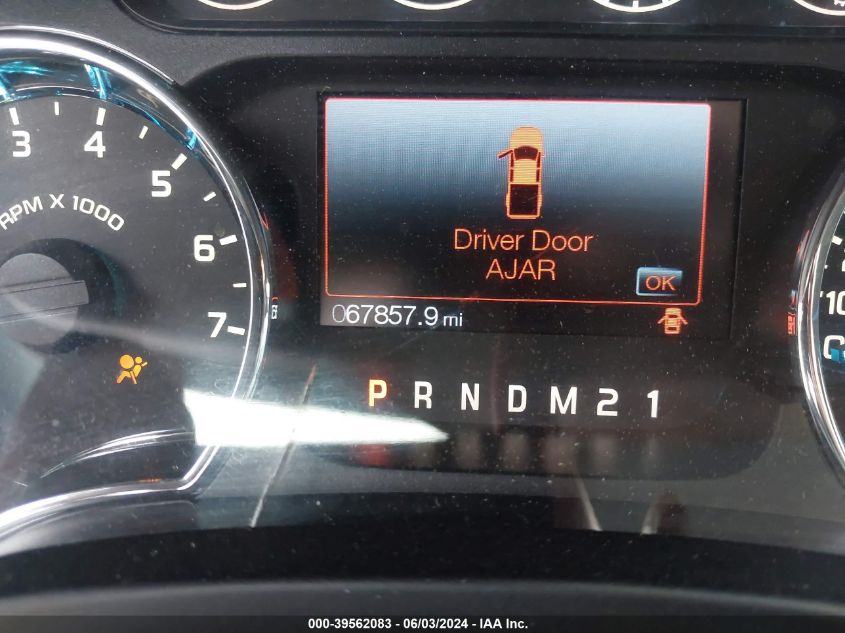 3
4
5
6
7
RPM X 1000
Driver Door
AJAR
OK
067857.9 mi
P R N D M 2 1
10
000-39562083 - 06/03/2024 - IAA Inc.